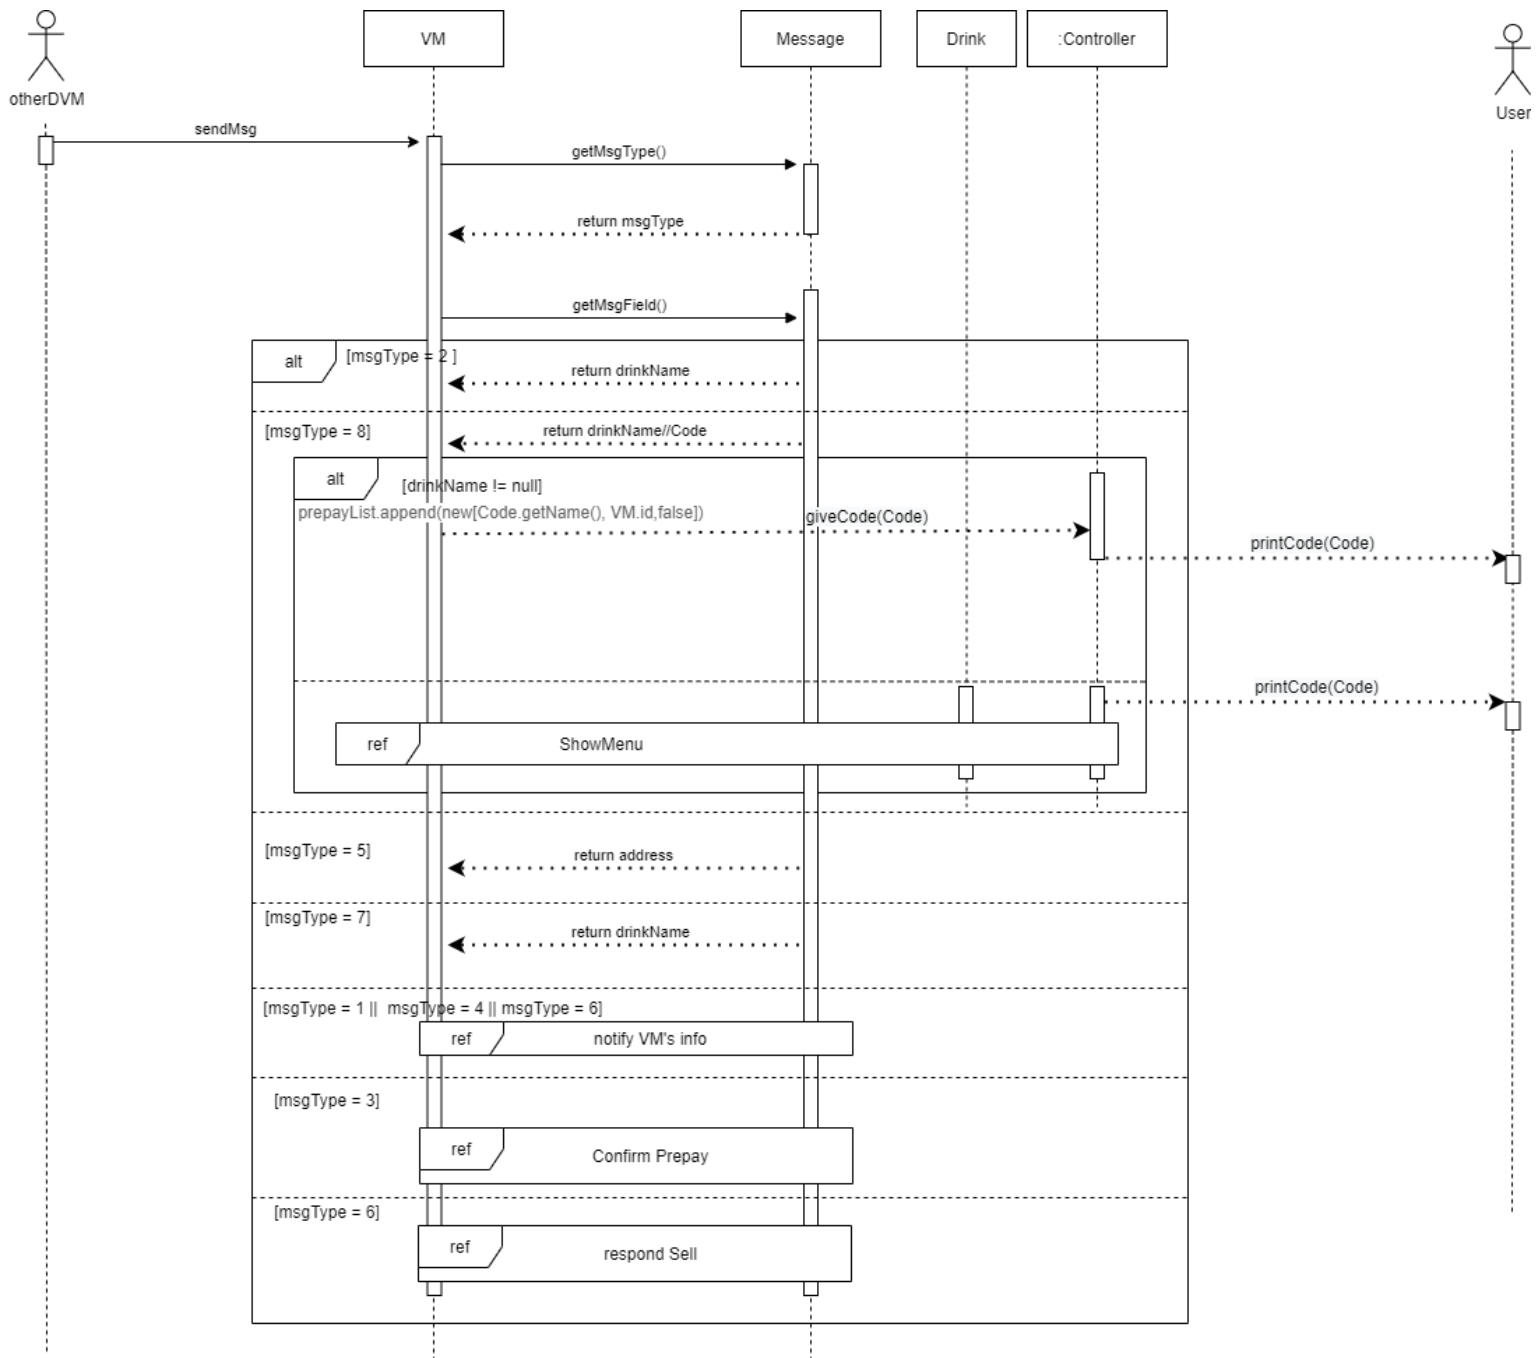 otherDVM
VM
Message
Drink
:Controller
User
sendMsg
getMsgType()
return msgType
getMsgField()
alt
[msgType = 2 ]
return drinkName
[msgType = 8]
return drinkName//Code
alt
[drinkName != null]
prepayList.append(new[Code.getName(), VM.id,false])
giveCode(Code)
printCode(Code)
printCode(Code)
ref
ShowMenu
[msgType = 5]
return address
[msgType = 7]
return drinkName
[msgType = 1 || msgType = 4 || msgType = 6]
ref
notify VM's info
[msgType = 3]
ref
Confirm Prepay
[msgType = 6]
ref
respond Sell